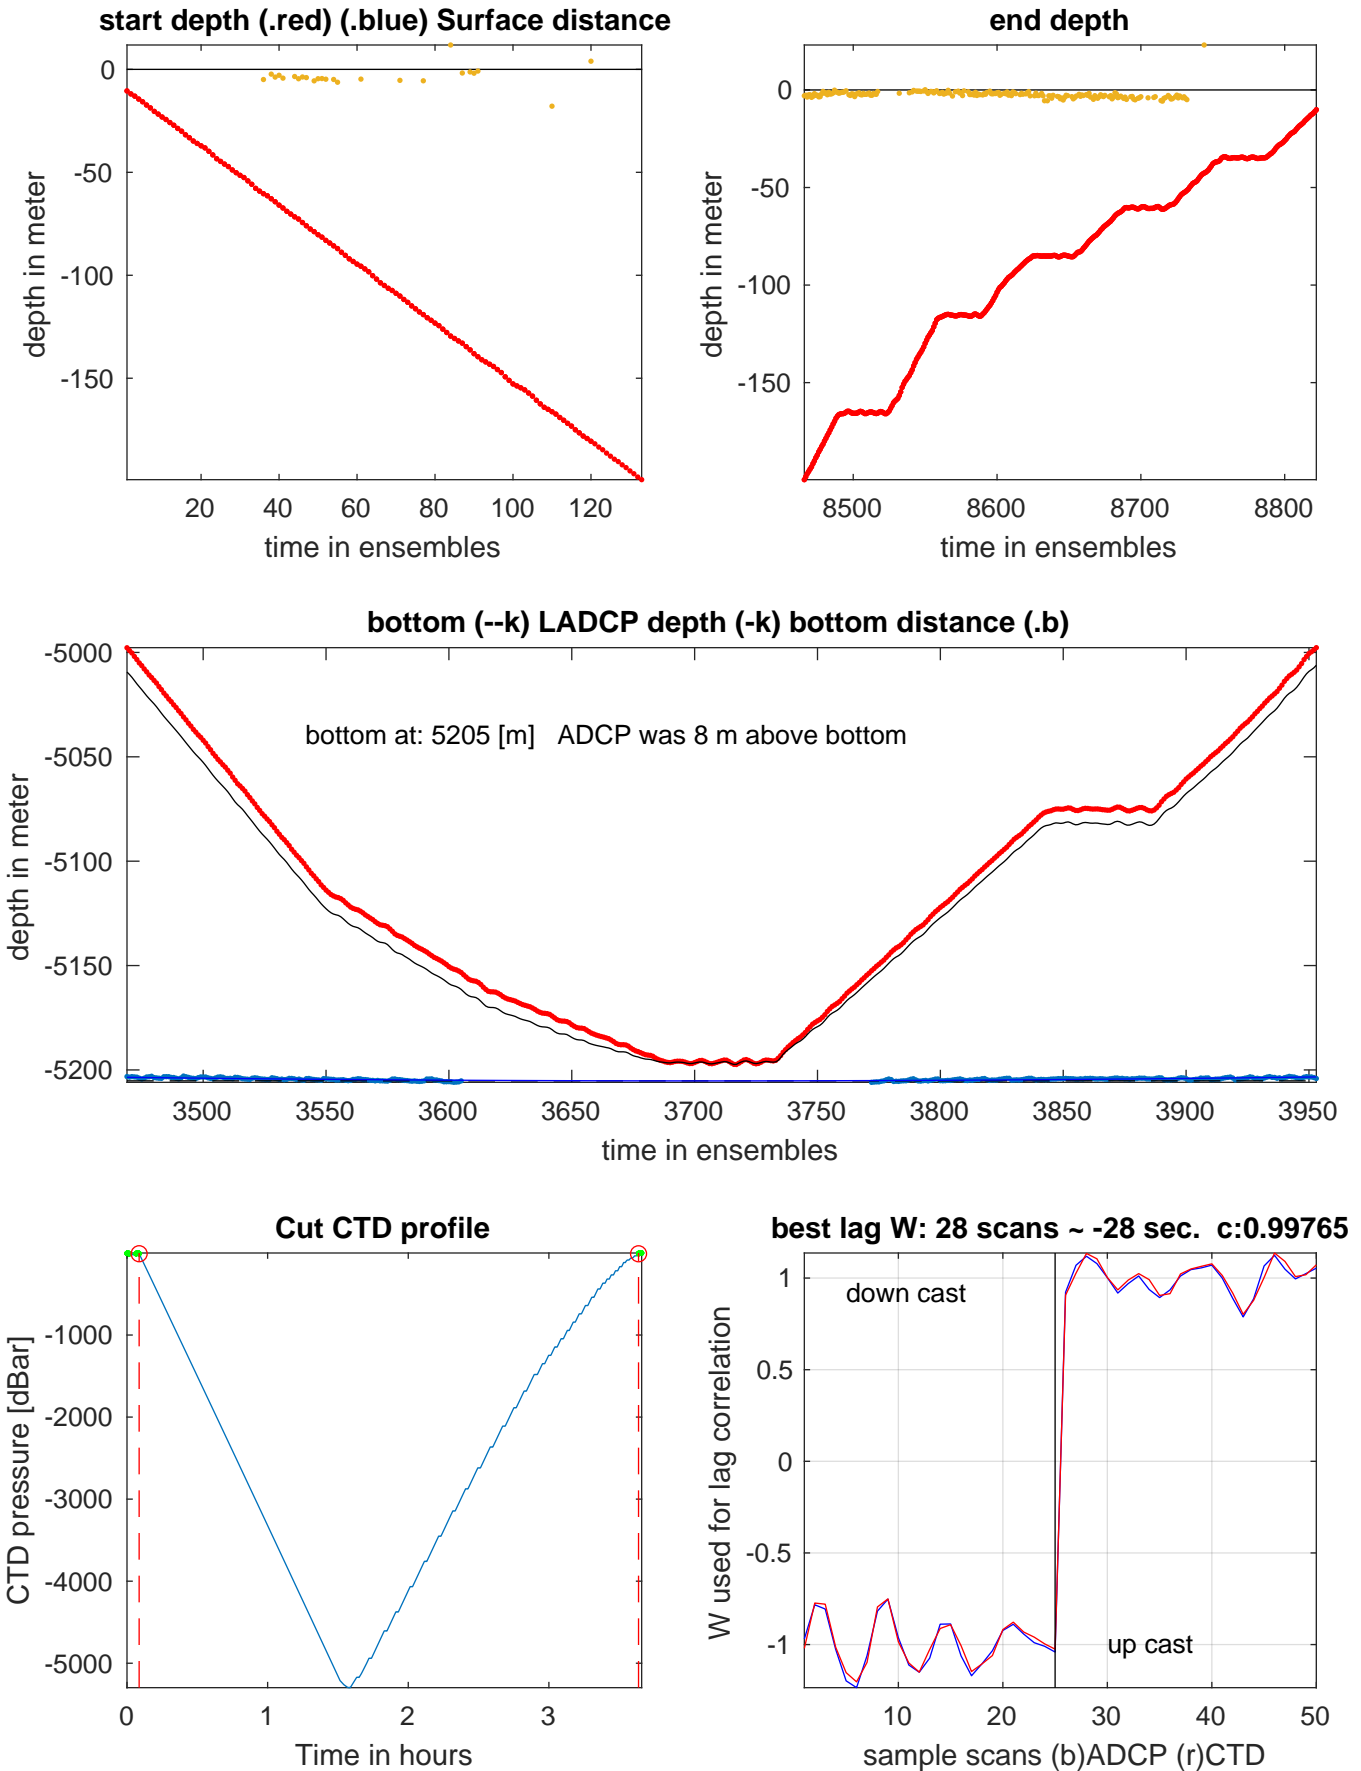 start depth (.red) (.blue) Surface distance
0
-50
-100
-150
depth in meter
20 40 60 80 100 120
time in ensembles
end depth
0
-50
-100
-150
depth in meter
8500 8600 8700 8800
time in ensembles
bottom (--k) LADCP depth (-k) bottom distance (.b)
-5000
-5050
-5100
-5150
-5200
depth in meter
bottom at: 5205 [m] ADCP was 8 m above bottom
3500 3550 3600 3650 3700 3750 3800 3850 3900 3950
time in ensembles
Cut CTD profile
-1000
-2000
-3000
-4000
-5000
CTD pressure [dBar]
0 1 2 3
Time in hours
best lag W: 28 scans ~ -28 sec. c:0.99765
1
0.5
0
-0.5
-1
W used for lag correlation
down cast
up cast
10 20 30 40 50
sample scans (b)ADCP (r)CTD